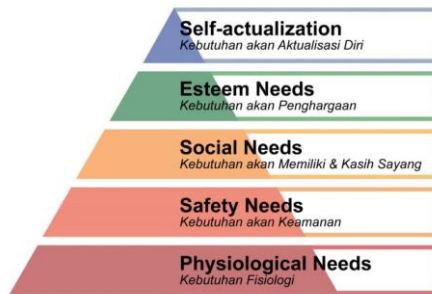 Self-actualization
Kebutuhan akan Aktualisasi Diri
Esteem Needs
Kebutuhan akan Penghargaan
Social Needs
Kebutuhan akan Memiliki & Kasih Sayang
Safety Needs
Kebutuhan akan Keamanan
Physiological Needs
Kebutuhan Fisiologi